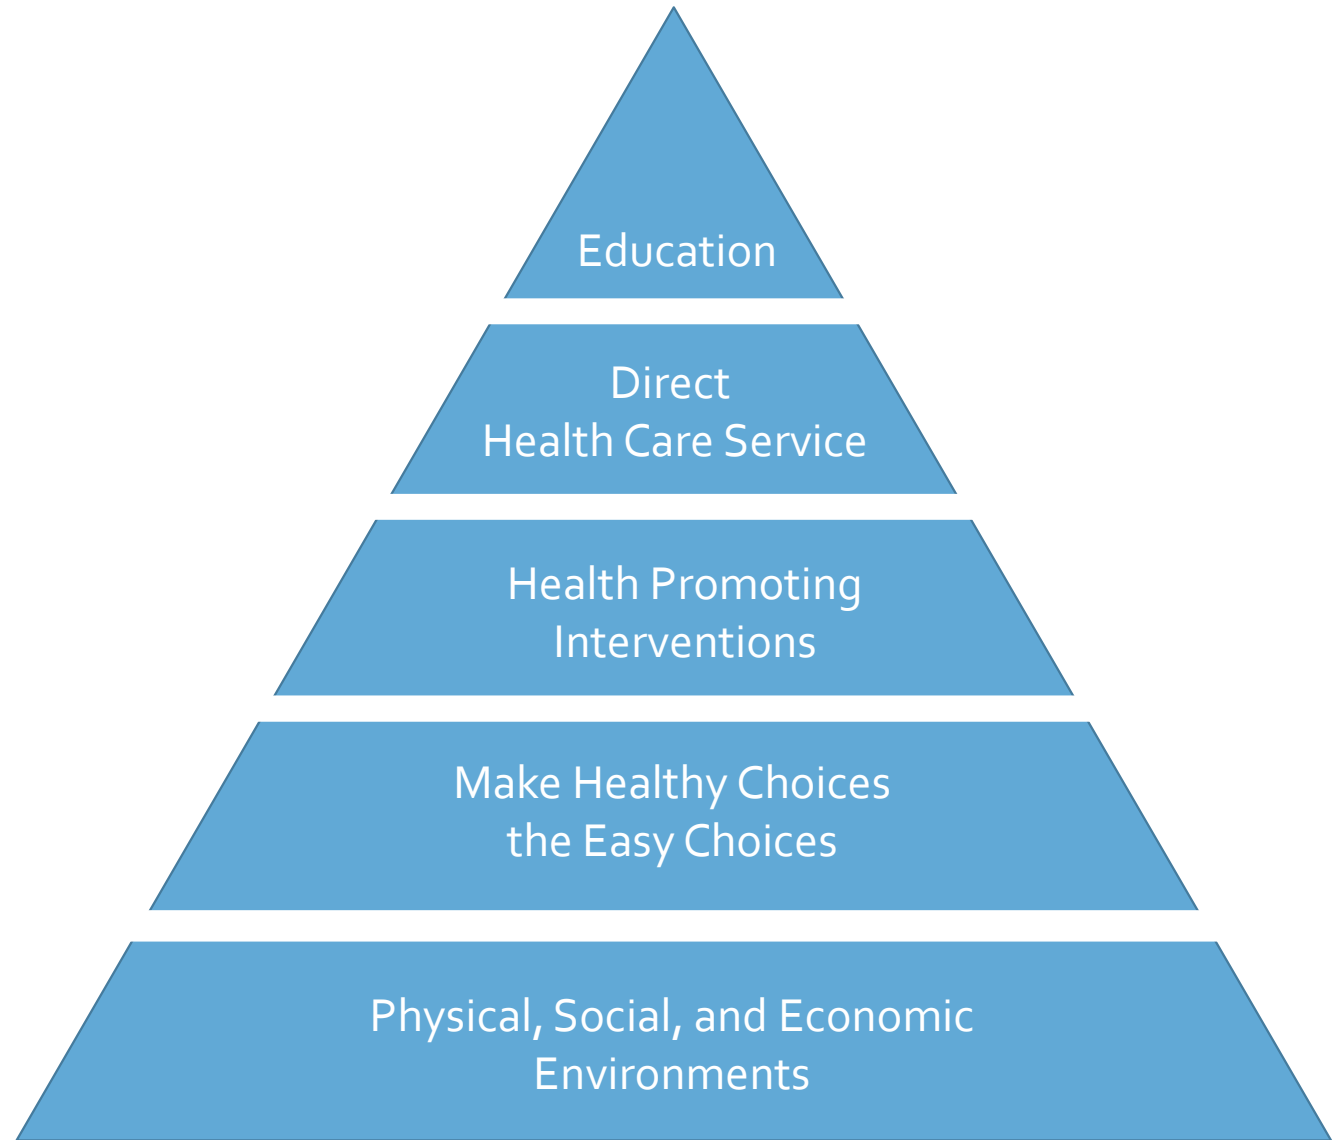 Education
Direct
Health Care Service
Health Promoting
Interventions
Make Healthy Choices
the Easy Choices
Physical, Social, and Economic
Environments